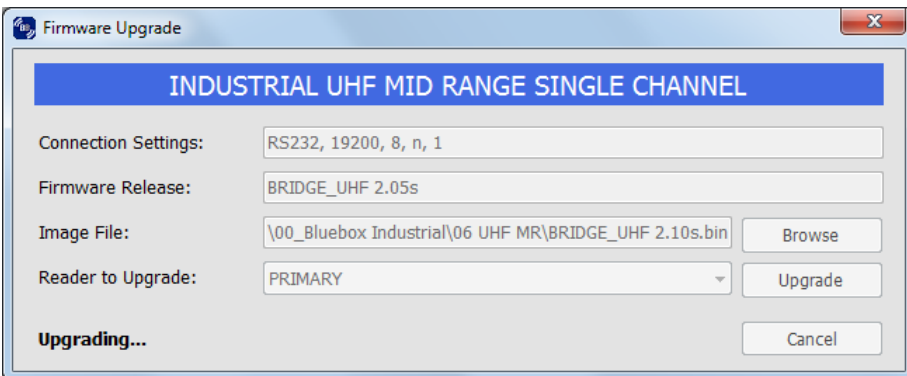 Firmware Upgrade
INDUSTRIAL UHF MID RANGE SINGLE CHANNEL
Connection Settings: RS232, 19200, 8, n, 1
Firmware Release: BRIDGE_UHF 2.05s
Image File: \00_Bluebox Industrial\06 UHF MR\BRIDGE_UHF 2.10s.bin Browse
Reader to Upgrade: PRIMARY Upgrade
Upgrading... Cancel